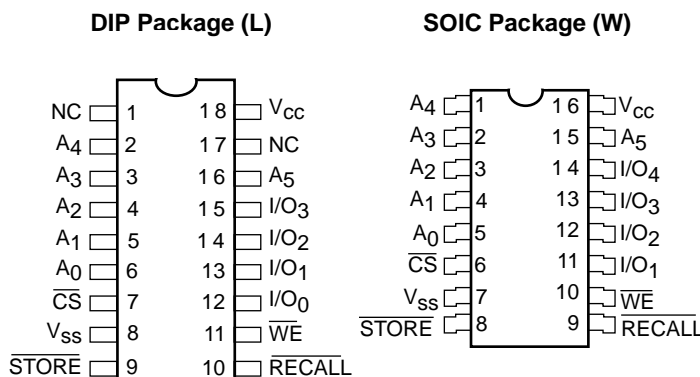 DIP Package (L)
NC 1 18 VCC
A4 2 17 NC
A3 3 16 A5
A2 4 15 I/O3
A1 5 14 I/O2
A0 6 13 I/O1
CS 7 12 I/O0
Vss 8 11 WE
STORE 9 10 RECALL
SOIC Package (W)
A4 1 16 VCC
A3 2 15 A5
A2 3 14 I/O4
A1 4 13 I/O3
A0 5 12 I/O2
CS 6 11 I/O1
Vss 7 10 WE
STORE 8 9 RECALL